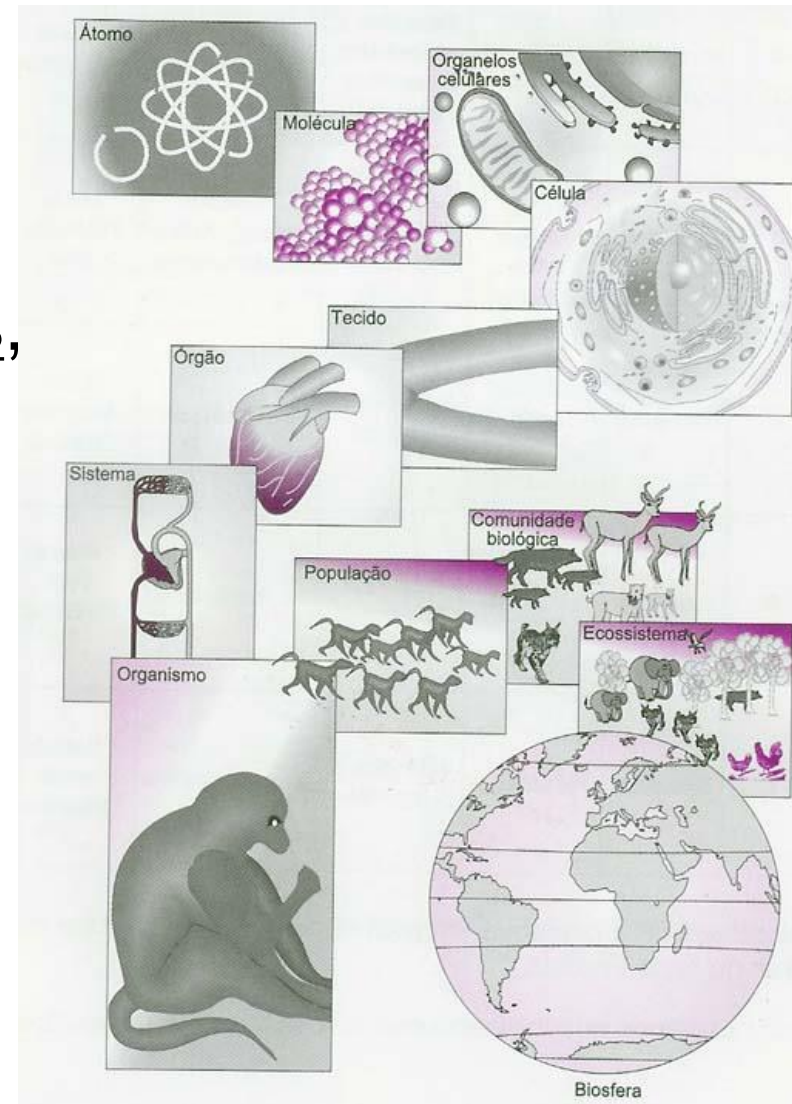 Átomo
Molécula
Organelos
celulares
Célula
Tecido
Órgão
Sistema
Comunidade
biológica
População
Ecossistema
Organismo
Biosfera